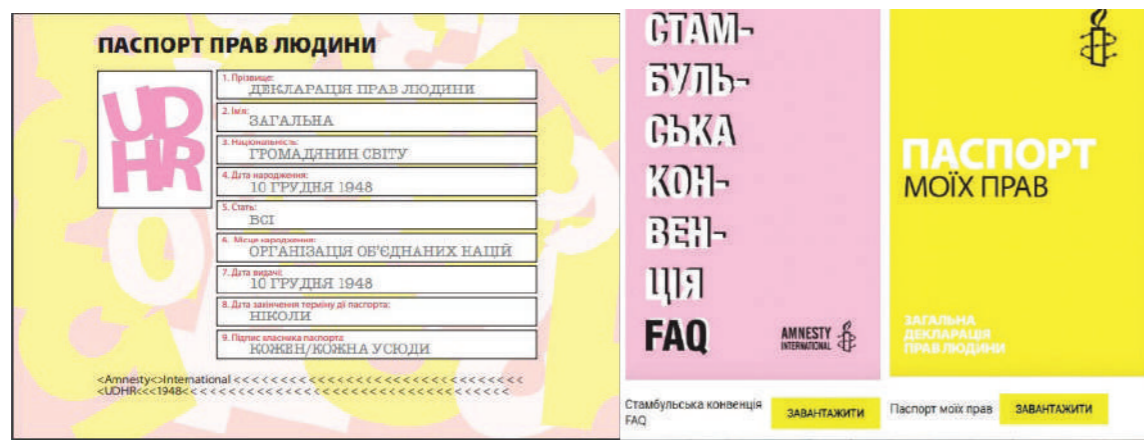 ПАСПОРТ ПРАВ ЛЮДИНИ
UD
HR
1. Прізвище:
ДЕКЛАРАЦІЯ ПРАВ ЛЮДИНИ
2. Імя:
ЗАГАЛЬНА
3. Національність:
ГРОМАДЯНИН СВІТУ
4. Дата народження:
10 ГРУДНЯ 1948
5. Стать:
ВСІ
6. Місце народження:
ОРГАНІЗАЦІЯ ОБ'ЄДНАНИХ НАЦІЙ
7. Дата видачі:
10 ГРУДНЯ 1948
8. Дата закінчення терміну дії паспорта:
НІКОЛИ
9. Підпис власника паспорта:
КОЖЕН/КОЖНА УСЮДИ
<Amnesty<>International <<<<<<<<<<<<<<<<<<<<<<<<<<<<<<<<
<UDHR<<<1948<<<<<<<<<<<<<<<<<<<<<<<<<<<<<<<<<<<<
СТАМ-
БУЛЬ-
СЬКА
КОН-
ВЕН-
ЦІЯ
FAQ
AMNESTY
INTERNATIONAL
Стамбульська конвенція
FAQ
ЗАВАНТАЖИТИ
ПАСПОРТ
МОЇХ ПРАВ
ЗАГАЛЬНА
ДЕКЛАРАЦІЯ
ПРАВ ЛЮДИНИ
Паспорт моїх прав
ЗАВАНТАЖИТИ